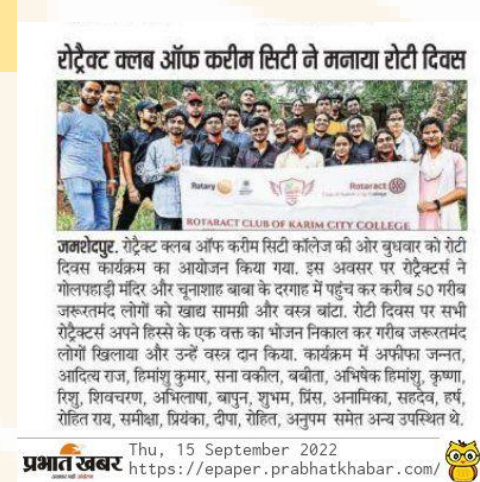 रोट्रैक्ट क्लब ऑफ करीम सिटी ने मनाया रोटी दिवस
Rotary
Rotaract
ROTARACT CLUB OF KARIM CITY COLLEGE
जमशेदपुर. रोट्रैक्ट क्लब ऑफ करीम सिटी कॉलेज की ओर बुधवार को रोटी
दिवस कार्यक्रम का आयोजन किया गया. इस अवसर पर रोट्रैक्टर्स ने
गोलपहाड़ी मंदिर और चूनाशाह बाबा के दरगाह में पहुंच कर करीब 50 गरीब
जरूरतमंद लोगों को खाद्य सामग्री और वस्त्र बांटा. रोटी दिवस पर सभी
रोट्रैक्टर्स अपने हिस्से के एक वक्त का भोजन निकाल कर गरीब जरूरतमंद
लोगों खिलाया और उन्हें वस्त्र दान किया. कार्यक्रम में अफीफा जन्नत,
आदित्य राज, हिमांशु कुमार, सना वकील, बबीता, अभिषेक हिमांशु, कृष्णा,
रिशु, शिवचरण, अभिलाषा, बापुन, शुभम, प्रिंस, अनामिका, सहदेव, हर्ष,
रोहित राय, समीक्षा, प्रियंका, दीपा, रोहित, अनुपम समेत अन्य उपस्थित थे.
प्रभात खबर
Thu, 15 September 2022
https://epaper.prabhatkhabar.com/